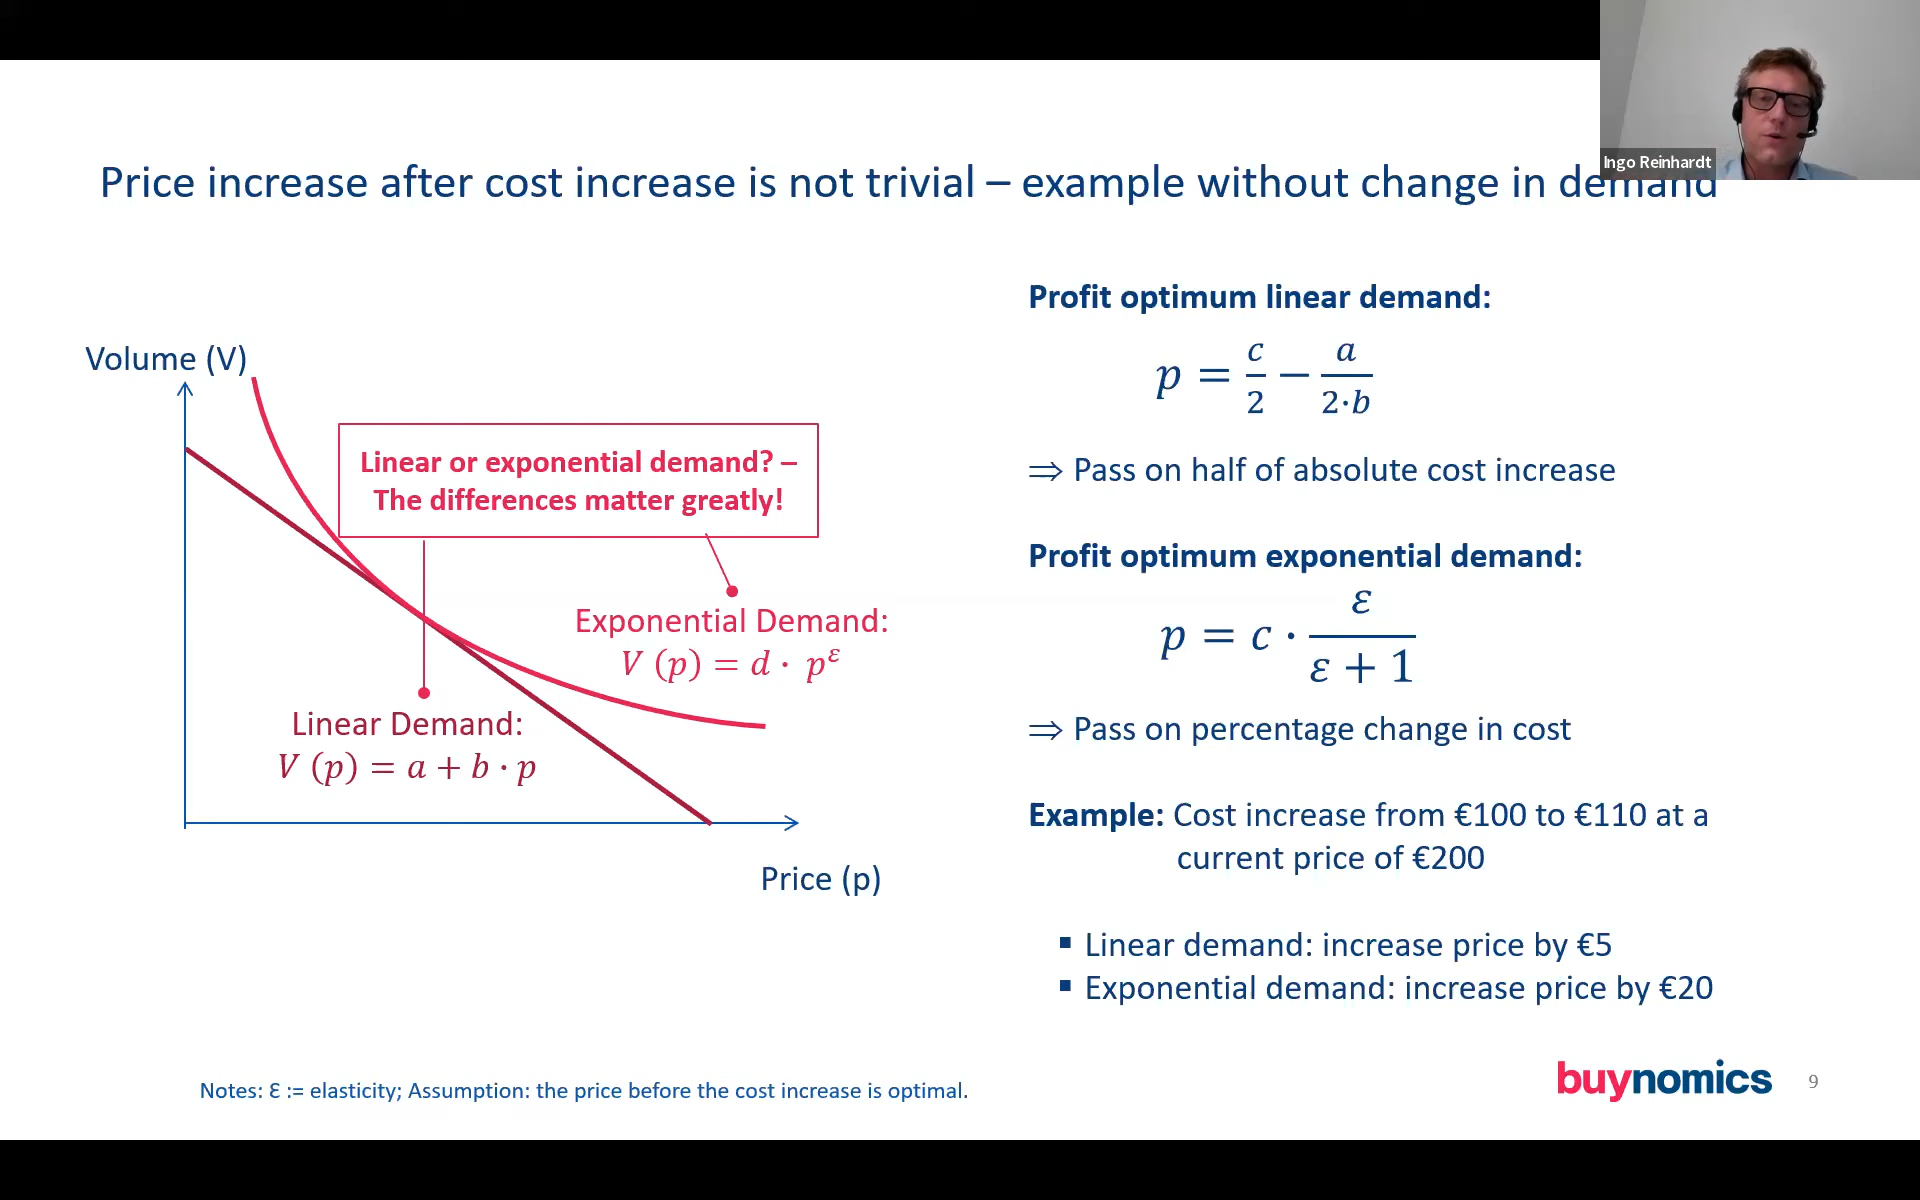 Ingo Reinhardt
Price increase after cost increase is not trivial – example without change in demand
Volume (V)
Linear or exponential demand? –
The differences matter greatly!
Exponential Demand:
V (p) = d · p^ε
Linear Demand:
V (p) = a + b · p
Price (p)
Profit optimum linear demand:
p = c/2 − a/2·b
⇒ Pass on half of absolute cost increase
Profit optimum exponential demand:
p = c · ε/ε + 1
⇒ Pass on percentage change in cost
Example: Cost increase from €100 to €110 at a
current price of €200
▪ Linear demand: increase price by €5
▪ Exponential demand: increase price by €20
Notes: Ɛ := elasticity; Assumption: the price before the cost increase is optimal.
buynomics
9